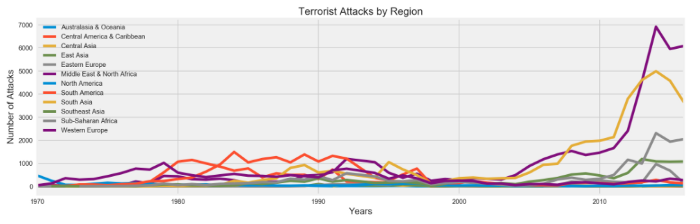 Terrorist Attacks by Region
Number of Attacks
7000
6000
5000
4000
3000
2000
1000
0
Australasia & Oceania
Central America & Caribbean
Central Asia
East Asia
Eastern Europe
Middle East & North Africa
North America
South America
South Asia
Southeast Asia
Sub-Saharan Africa
Western Europe
1970
1980
1990
2000
2010
Years